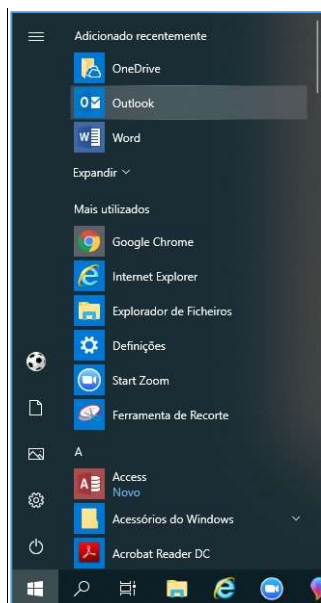 Adicionado recentemente
OneDrive
Outlook
Word
Expandir
Mais utilizados
Google Chrome
Internet Explorer
Explorador de Ficheiros
Definições
Start Zoom
Ferramenta de Recorte
A
Access
Novo
Acessórios do Windows
Acrobat Reader DC